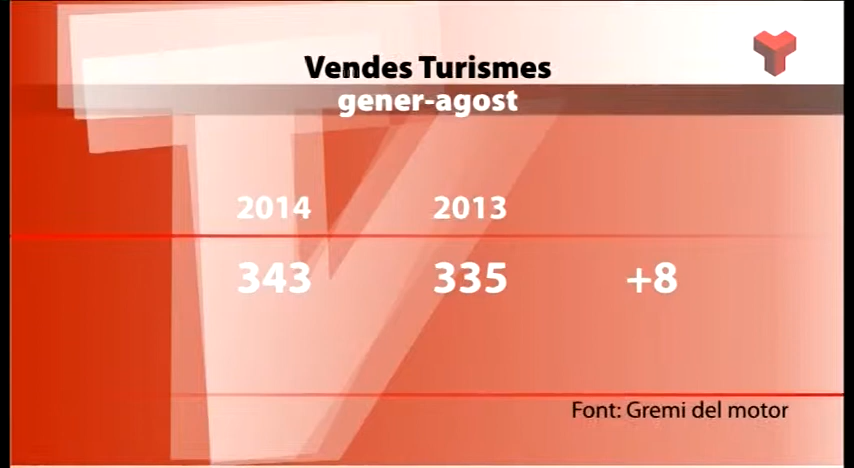 Vendes Turismes
gener-agost
2014 2013
343 335 +8
Font: Gremi del motor